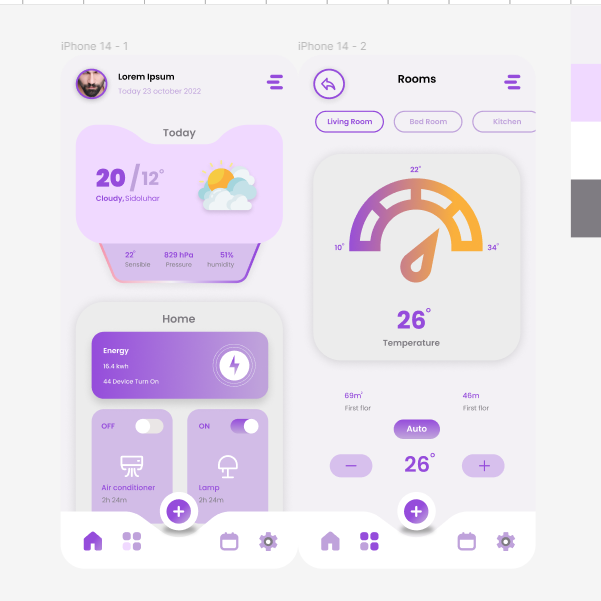 iPhone 14 - 1
Lorem Ipsum
Today 23 october 2022
Today
20 / 12°
Cloudy, Sidoluhar
22° 829 hPa 51%
Sensible Pressure humidity
Home
Energy
16.4 kwh
44 Device Turn On
OFF
ON
Air conditioner
2h 24m
Lamp
2h 24m
+
iPhone 14 - 2
Rooms
Living Room Bed Room Kitchen
22°
10° 34°
26°
Temperature
69m² 46m
First flor First flor
Auto
− 26° +
+